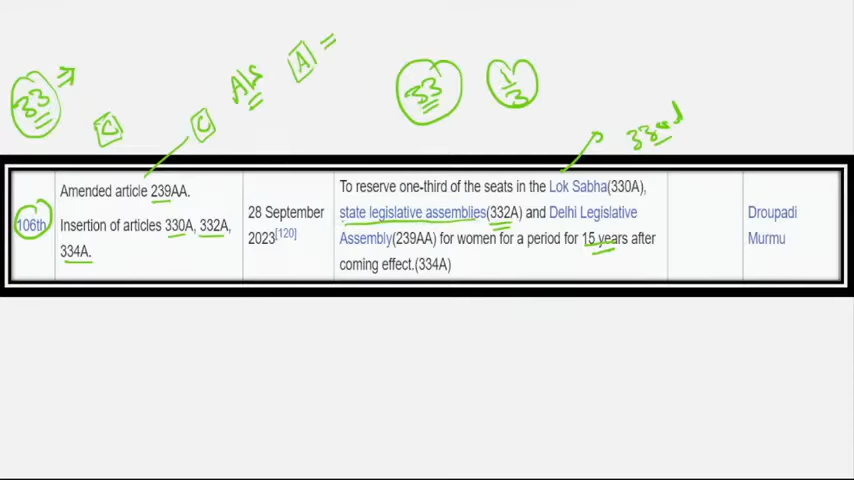 33
C
C
A/S
A =
33
1/3
33rd
106th
Amended article 239AA.
Insertion of articles 330A, 332A,
334A.
28 September
2023[120]
To reserve one-third of the seats in the Lok Sabha(330A),
state legislative assemblies(332A) and Delhi Legislative
Assembly(239AA) for women for a period for 15 years after
coming effect.(334A)
Droupadi
Murmu